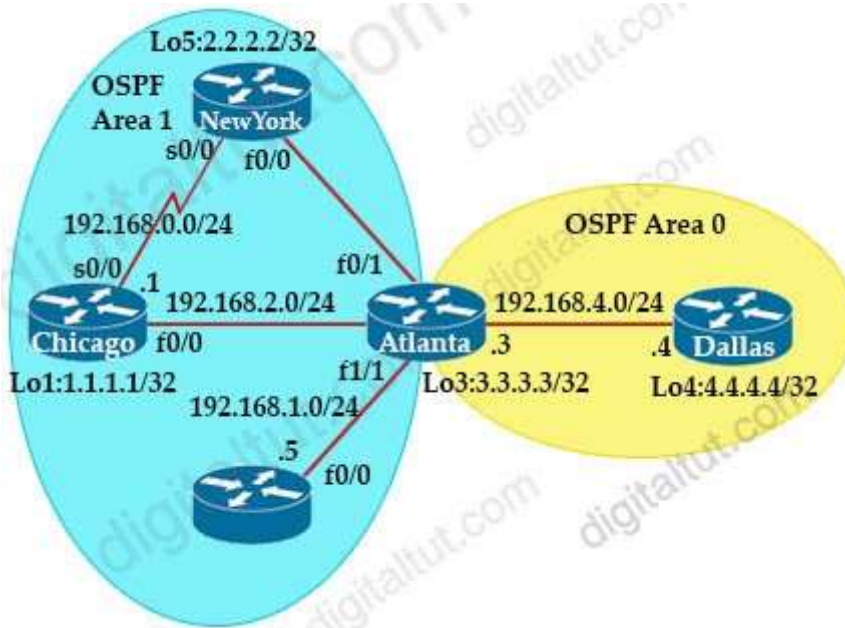 Lo5:2.2.2.2/32
OSPF
Area 1
NewYork
s0/0
f0/0
192.168.0.0/24
OSPF Area 0
f0/1
s0/0
.1
192.168.2.0/24
192.168.4.0/24
Chicago
f0/0
Atlanta
.3
.4
Dallas
Lo1:1.1.1.1/32
f1/1
Lo3:3.3.3.3/32
Lo4:4.4.4.4/32
192.168.1.0/24
.5
f0/0
digitaltut.com
digitaltut.com
digitaltut.com
digitaltut.com
digitaltut.com
digitaltut.com